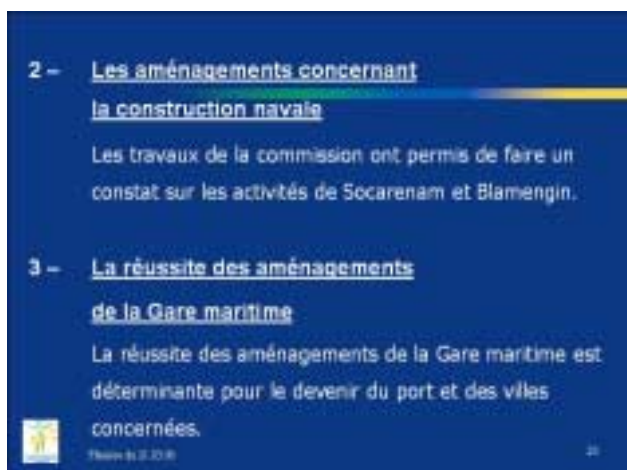 2 – Les aménagements concernant
la construction navale
Les travaux de la commission ont permis de faire un
constat sur les activités de Socarenam et Blamengin.
3 – La réussite des aménagements
de la Gare maritime
La réussite des aménagements de la Gare maritime est
déterminante pour le devenir du port et des villes
concernées.